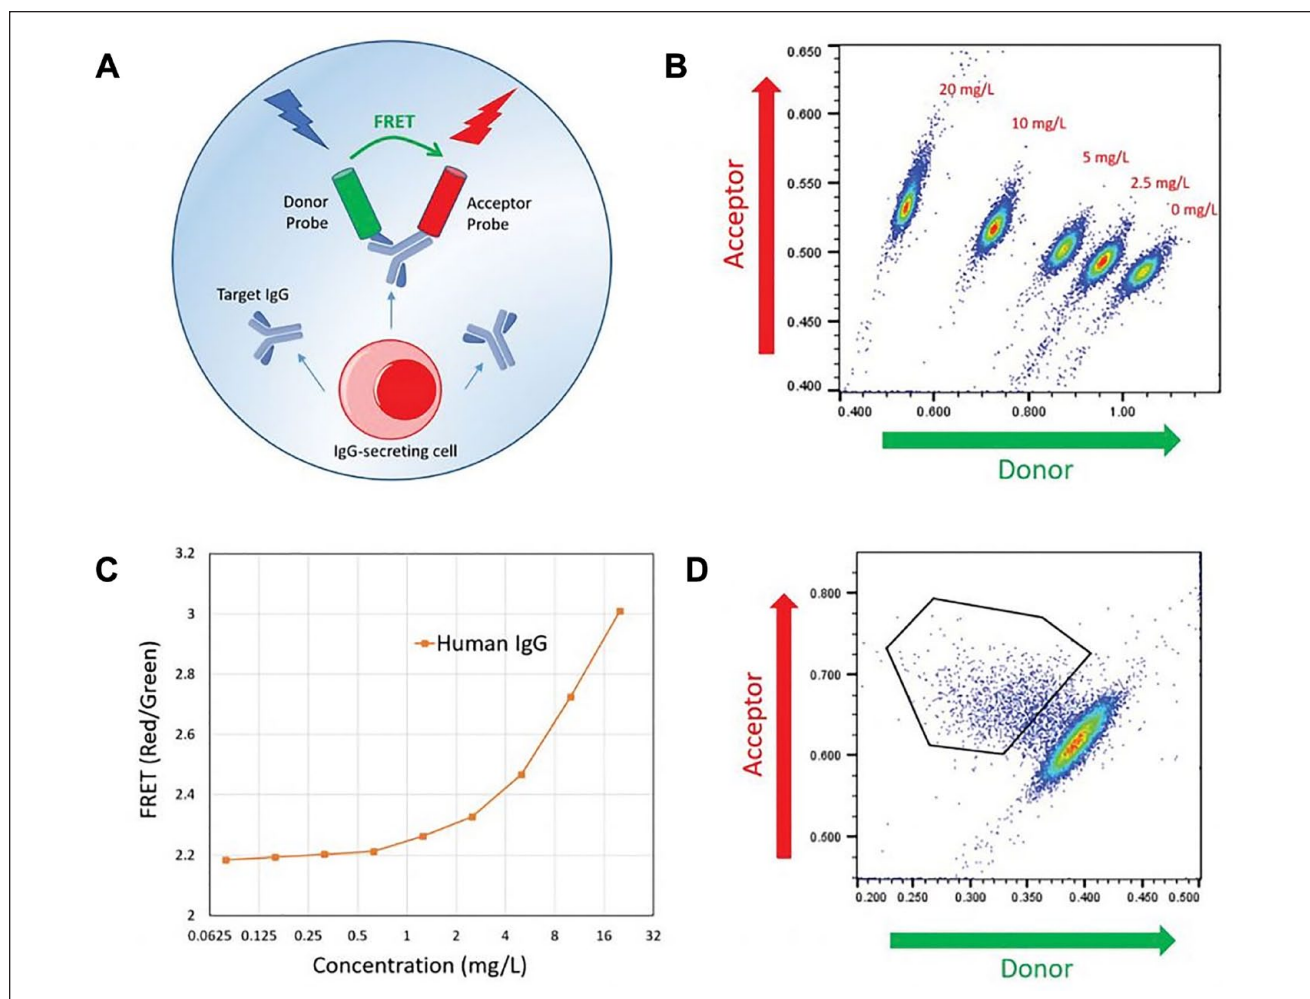 A
FRET
Donor
Probe
Acceptor
Probe
Target IgG
IgG-secreting cell
B
Acceptor
0.650
0.600
0.550
0.500
0.450
0.400
20 mg/L
10 mg/L
5 mg/L
2.5 mg/L
0 mg/L
0.400 0.600 0.800 1.00
Donor
C
FRET (Red/Green)
3.2
3
2.8
2.6
2.4
2.2
2
Human IgG
0.0625 0.125 0.25 0.5 1 2 4 8 16 32
Concentration (mg/L)
D
Acceptor
0.800
0.700
0.600
0.500
0.200 0.250 0.300 0.350 0.400 0.450 0.500
Donor